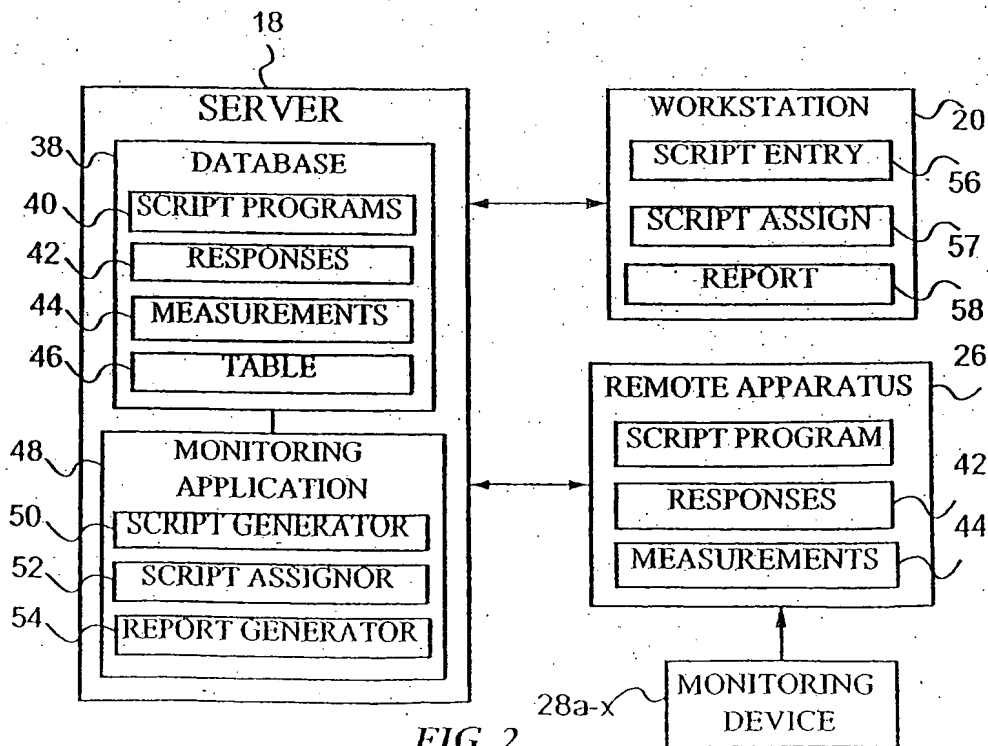 18
SERVER
38
DATABASE
40
SCRIPT PROGRAMS
42
RESPONSES
44
MEASUREMENTS
46
TABLE
48
MONITORING
APPLICATION
50
SCRIPT GENERATOR
52
SCRIPT ASSIGNOR
54
REPORT GENERATOR
WORKSTATION
20
SCRIPT ENTRY
56
SCRIPT ASSIGN
57
REPORT
58
26
REMOTE APPARATUS
SCRIPT PROGRAM
42
RESPONSES
44
MEASUREMENTS
28a-x
MONITORING
DEVICE
FIG. 2